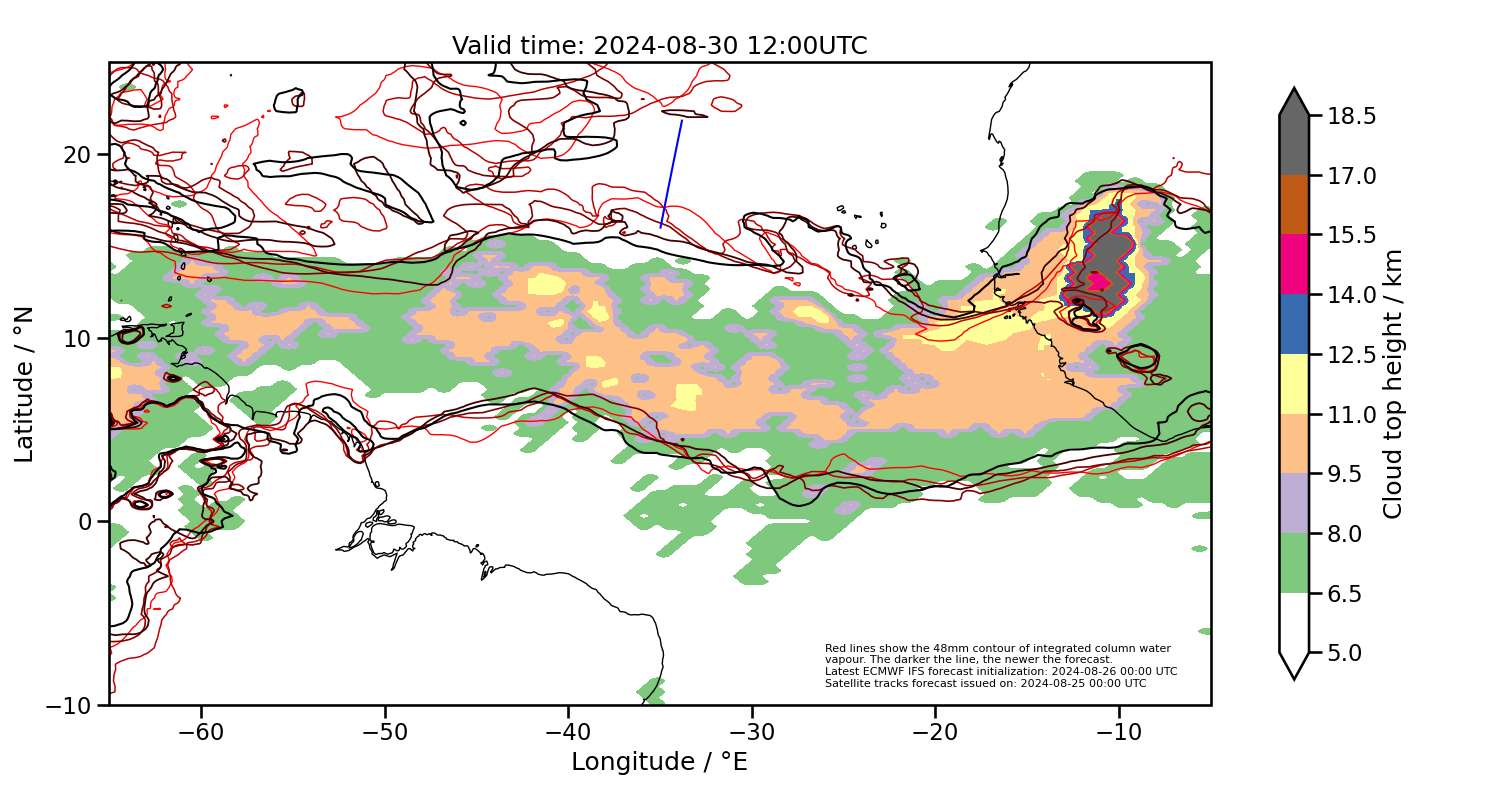 Valid time: 2024-08-30 12:00UTC
20
10
0
−10
−60
−50
−40
−30
−20
−10
Longitude / °E
Latitude / °N
Red lines show the 48mm contour of integrated column water
vapour. The darker the line, the newer the forecast.
Latest ECMWF IFS forecast initialization: 2024-08-26 00:00 UTC
Satellite tracks forecast issued on: 2024-08-25 00:00 UTC
18.5
17.0
15.5
14.0
12.5
11.0
9.5
8.0
6.5
5.0
Cloud top height / km